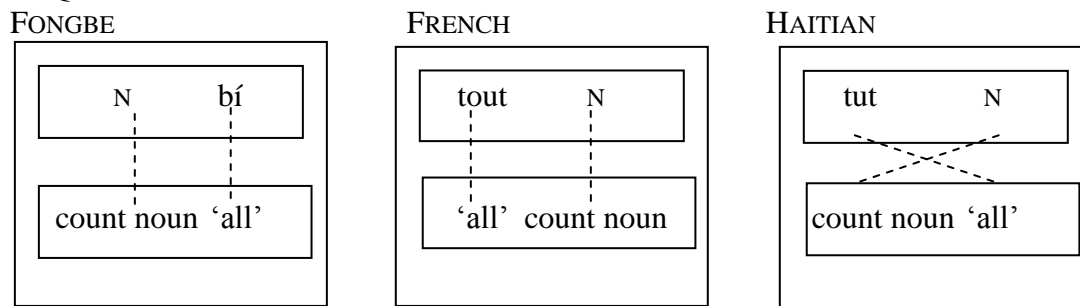 FONGBE FRENCH HAITIAN
N bí tout N tut N
count noun ‘all’ ‘all’ count noun count noun ‘all’